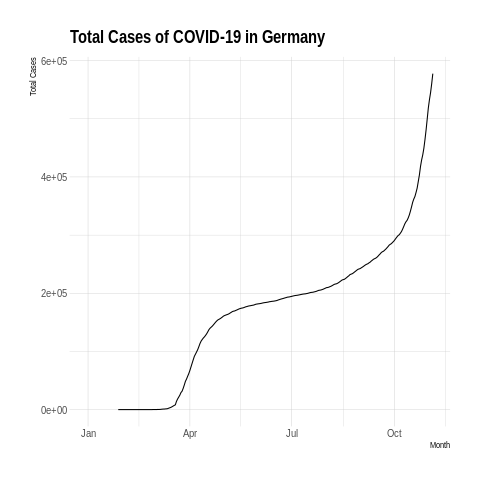 Total Cases of COVID-19 in Germany
Total Cases
6e+05
4e+05
2e+05
0e+00
Jan Apr Jul Oct
Month